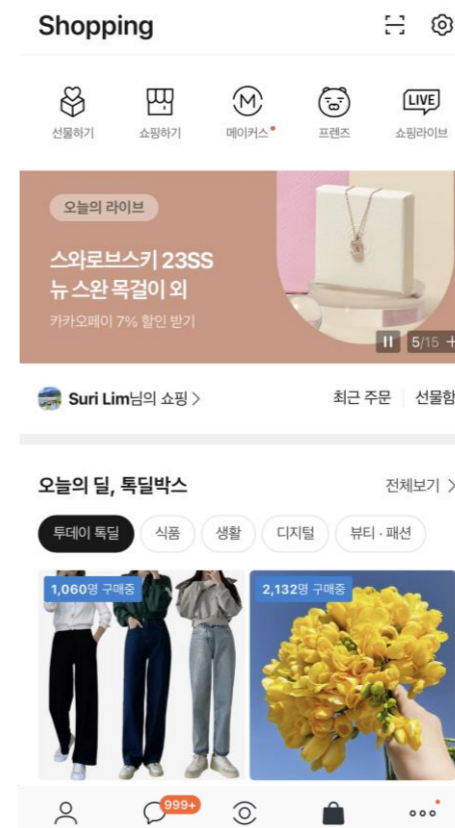 Shopping
선물하기
쇼핑하기
메이커스
프렌즈
LIVE
쇼핑라이브
오늘의 라이브
스와로브스키 23SS
뉴 스완 목걸이 외
카카오페이 7% 할인 받기
5/15
Suri Lim님의 쇼핑
최근 주문
선물함
오늘의 딜, 톡딜박스
전체보기
투데이 톡딜
식품
생활
디지털
뷰티 · 패션
1,060명 구매중
2,132명 구매중
999+